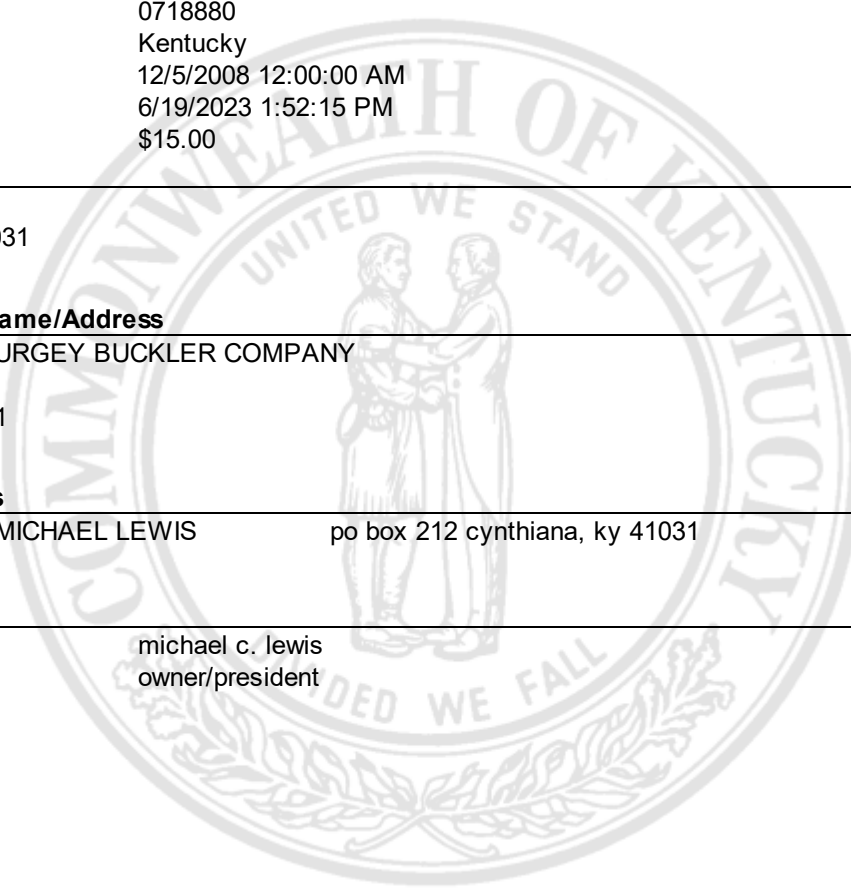 0718880
Kentucky
12/5/2008 12:00:00 AM
6/19/2023 1:52:15 PM
$15.00
031
ame/Address
URGEY BUCKLER COMPANY
1
s
MICHAEL LEWIS po box 212 cynthiana, ky 41031
michael c. lewis
owner/president
COMMONWEALTH OF KENTUCKY
UNITED WE STAND
DIVIDED WE FALL